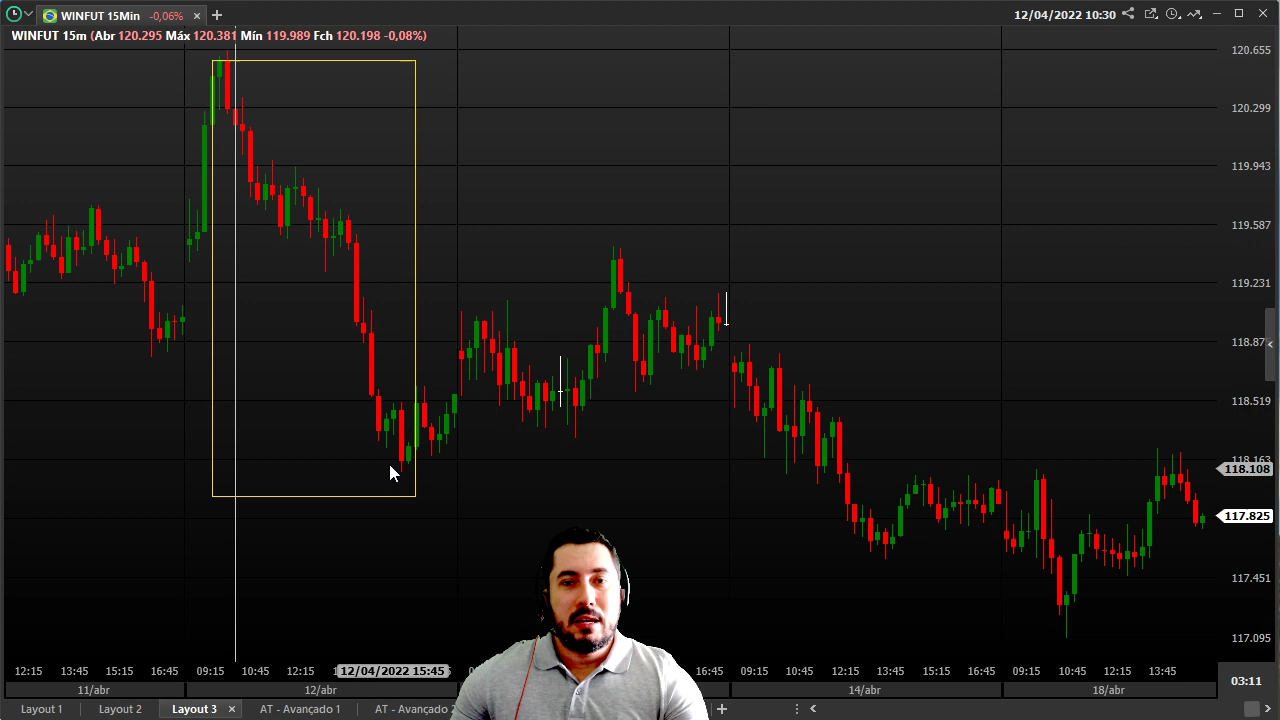 WINFUT 15Min -0,06%
12/04/2022 10:30
WINFUT 15m (Abr 120.295 Máx 120.381 Mín 119.989 Fch 120.198 -0,08%)
120.655
120.299
119.943
119.587
119.231
118.87
118.519
118.163
118.108
117.825
117.451
117.095
12:15 13:45 15:15 16:45 09:15 10:45 12:15 12/04/2022 15:45 16:45 09:15 10:45 12:15 13:45 15:15 16:45 09:15 10:45 12:15 13:45
03:11
11/abr 12/abr 14/abr 18/abr
Layout 1 Layout 2 Layout 3 AT - Avançado 1 AT - Avançado 2